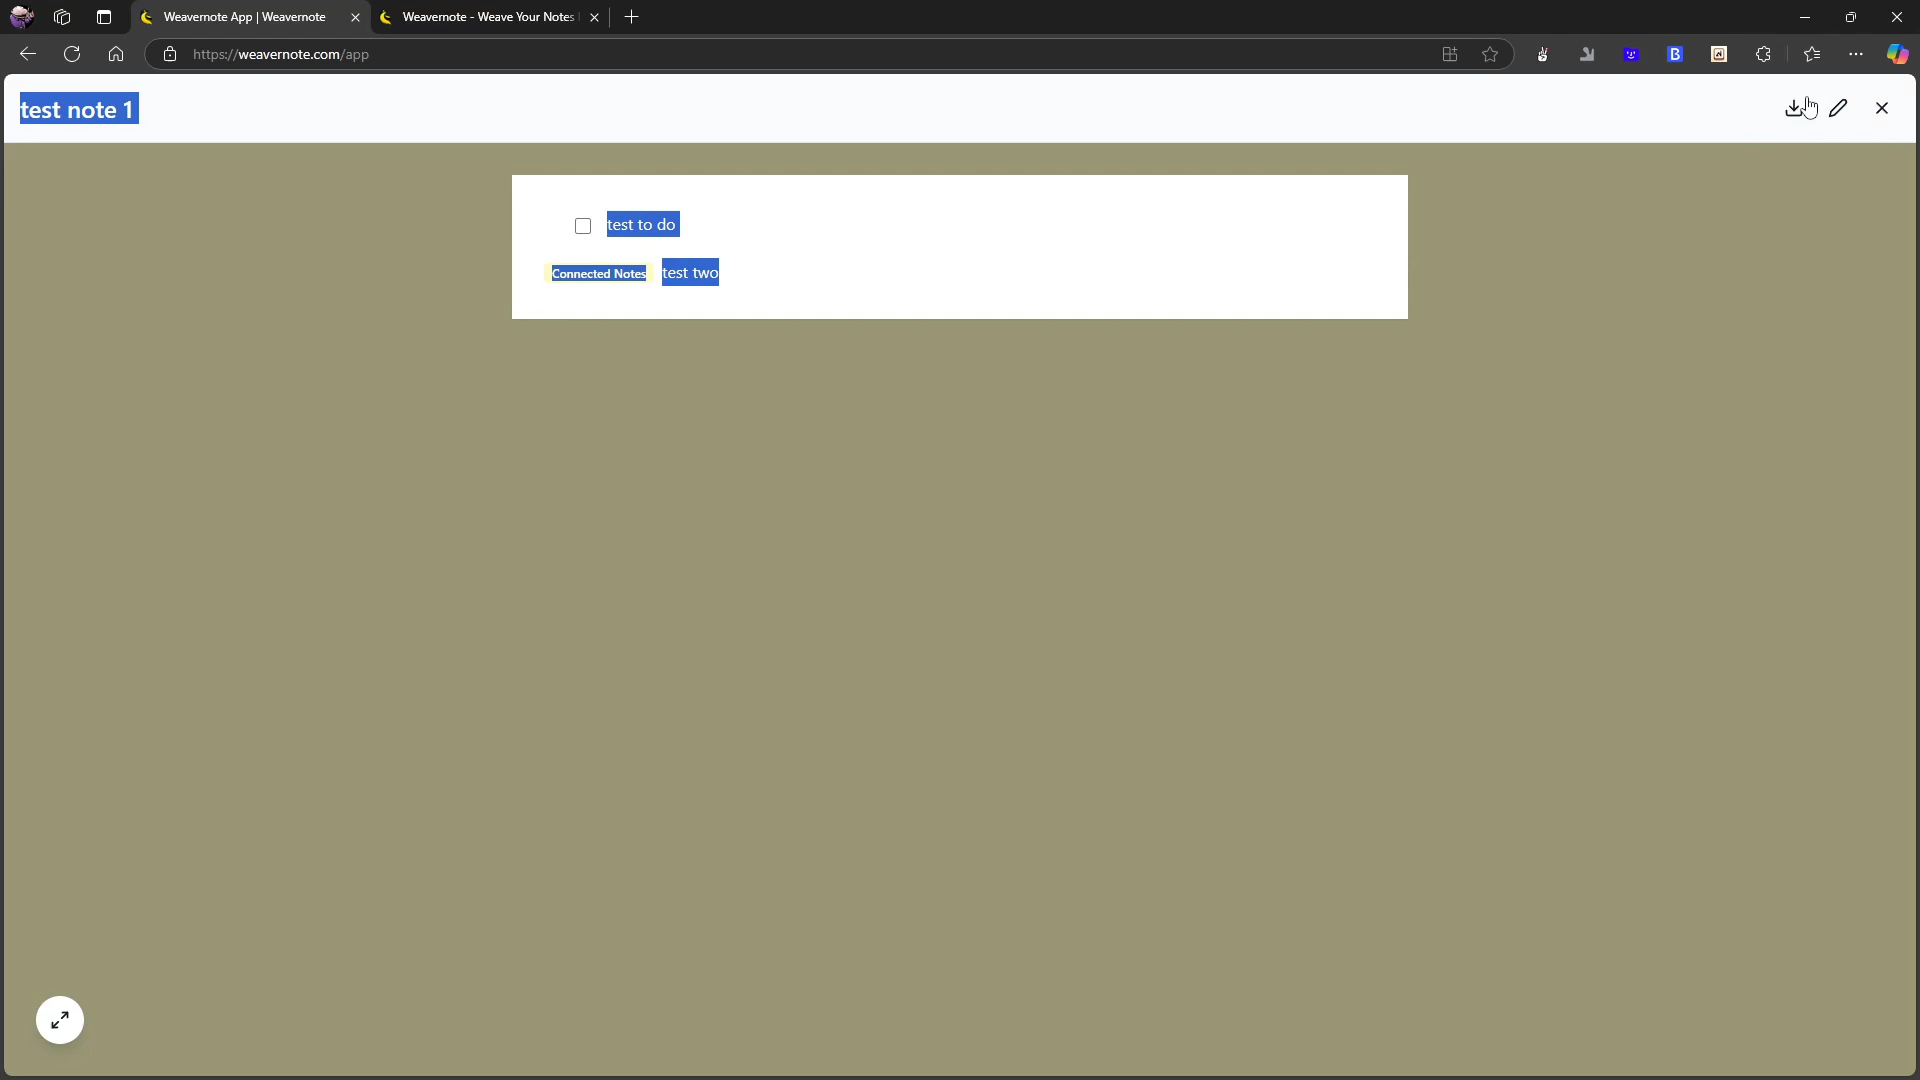 Weavernote App | Weavernote
Weavernote - Weave Your Notes
https://weavernote.com/app
test note 1
test to do
Connected Notes test two